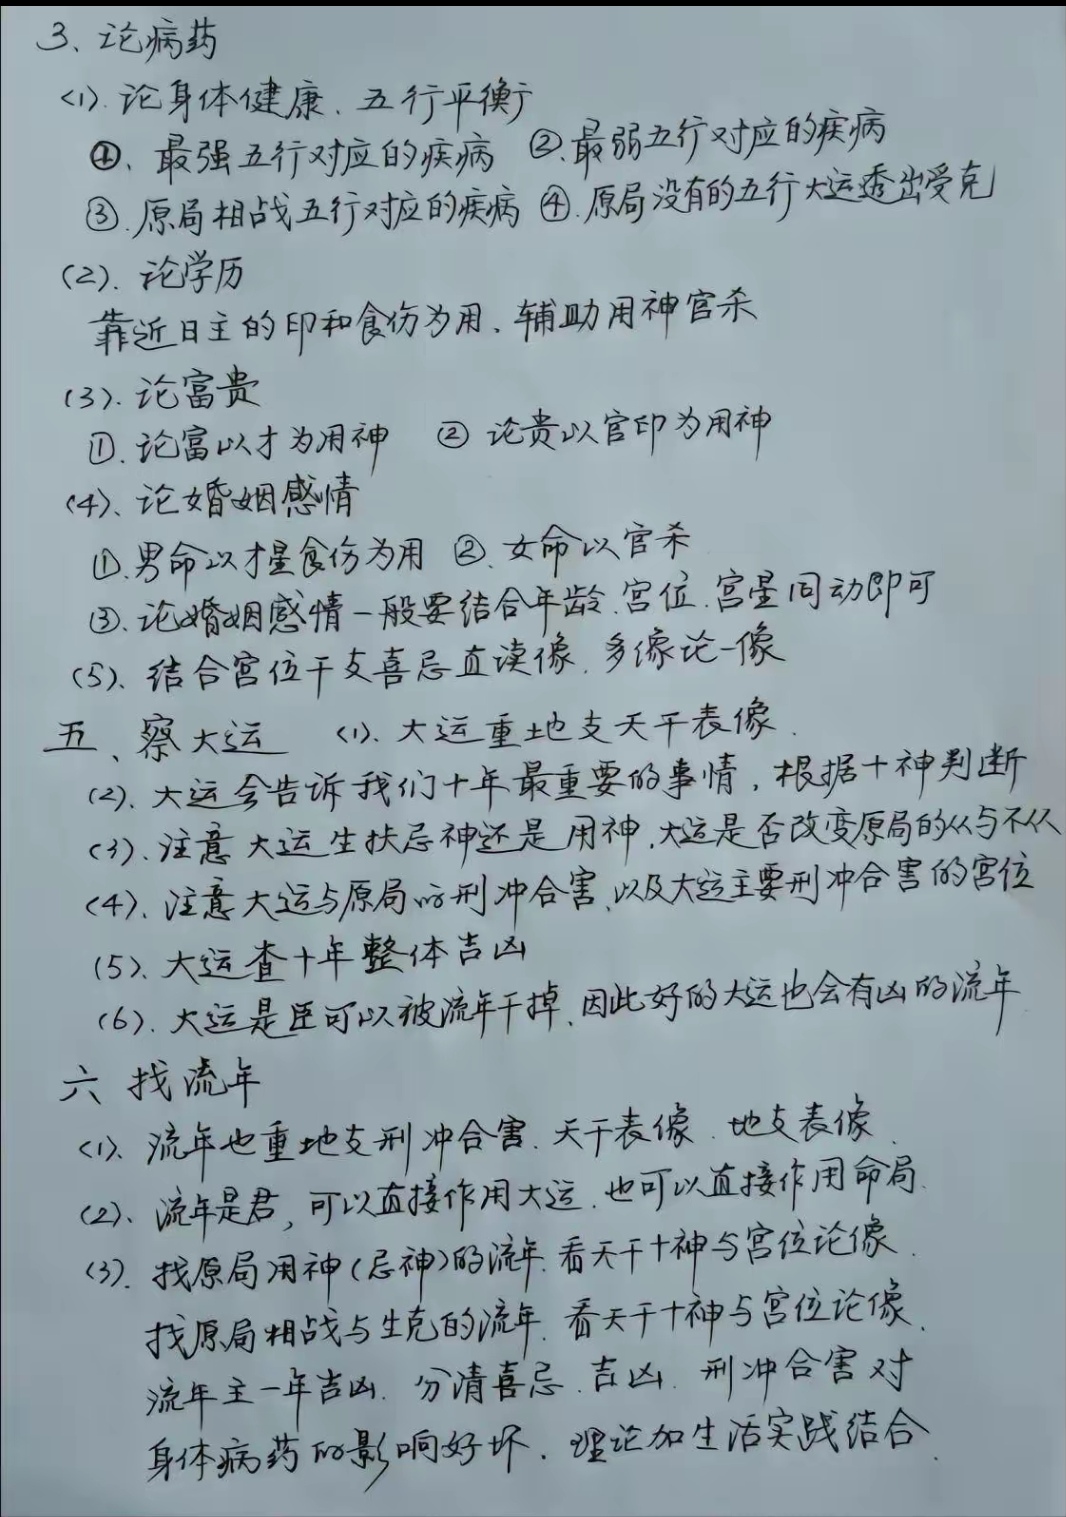 3、论病药
(1).论身体健康、五行平衡
①、最强五行对应的疾病 ②.最弱五行对应的疾病
③.原局相战五行对应的疾病 ④.原局没有的五行大运透出受克
(2).论学历
靠近日主的印和食伤为用、辅助用神官杀
(3).论富贵
①.论富以才为用神 ② 论贵以官印为用神
(4)、论婚姻感情
①.男命以才星食伤为用 ②.女命以官杀
③.论婚姻感情一般要结合年龄.宫位.宫星同动即可
(5)、结合宫位干支喜忌直读像.多像论一像
五、察大运 (1)、大运重地支天干表像.
(2)、大运会告诉我们十年最重要的事情,根据十神判断
(3)、注意大运生扶忌神还是用神.大运是否改变原局的从与不从
(4)、注意大运与原局的刑冲合害、以及大运主要刑冲合害的宫位
(5)、大运查十年整体吉凶
(6).大运是臣可以被流年干掉、因此好的大运也会有凶的流年
六 找流年
(1)、流年也重地支刑冲合害.天干表像.地支表像.
(2)、流年是君,可以直接作用大运.也可以直接作用命局.
(3).找原局用神(忌神)的流年.看天干十神与宫位论像.
找原局相战与生克的流年.看天干十神与宫位论像.
流年主一年吉凶.分清喜忌.吉凶.刑冲合害对
身体病药的影响好坏.理论加生活实践结合.